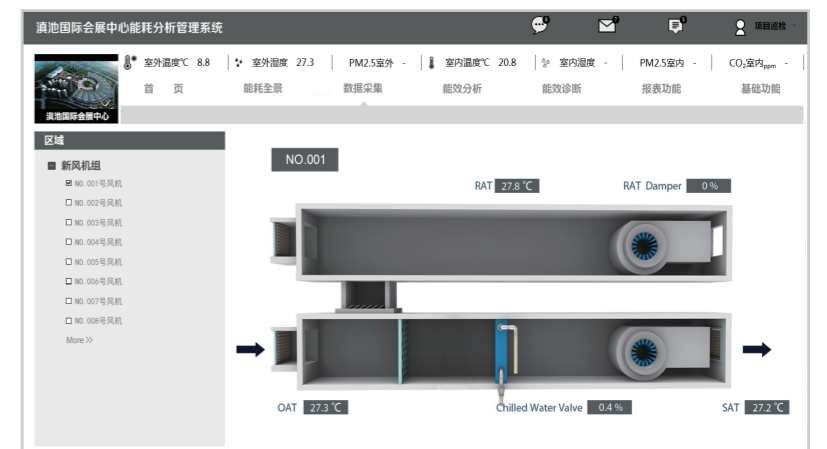 滇池国际会展中心能耗分析管理系统
项目巡检
室外温度℃ 8.8
室外湿度 27.3
PM2.5室外 -
室内温度℃ 20.8
室内湿度 -
PM2.5室内 -
CO₂室内ppm -
首 页
能耗全景
数据采集
能效分析
能效诊断
报表功能
基础功能
滇池国际会展中心
区域
新风机组
NO. 001号风机
NO. 002号风机
NO. 003号风机
NO. 004号风机
NO. 005号风机
NO. 006号风机
NO. 007号风机
NO. 008号风机
More>>
NO.001
RAT 27.8 ℃
RAT Damper 0 %
OAT 27.3 ℃
Chilled Water Valve 0.4 %
SAT 27.2 ℃